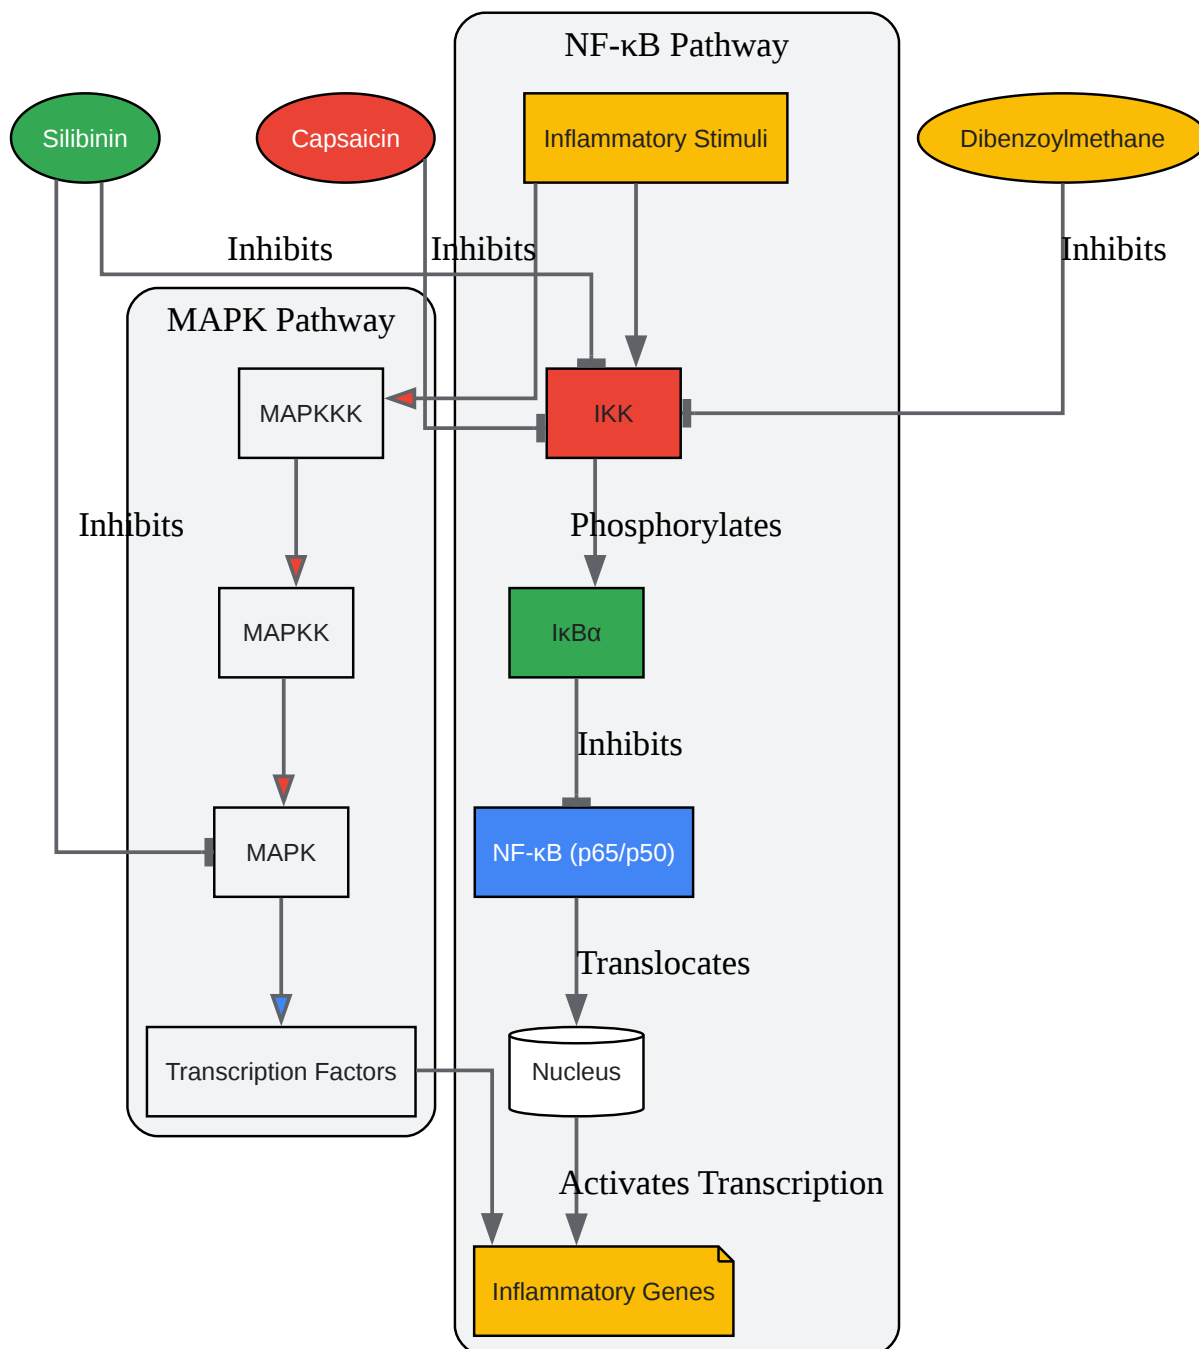 NF-κB Pathway
Silibinin
Capsaicin
Inflammatory Stimuli
Dibenzoylmethane
Inhibits
Inhibits
Inhibits
MAPK Pathway
MAPKKK
IKK
Inhibits
Phosphorylates
MAPKK
IκBα
Inhibits
MAPK
NF-κB (p65/p50)
Translocates
Transcription Factors
Nucleus
Activates Transcription
Inflammatory Genes